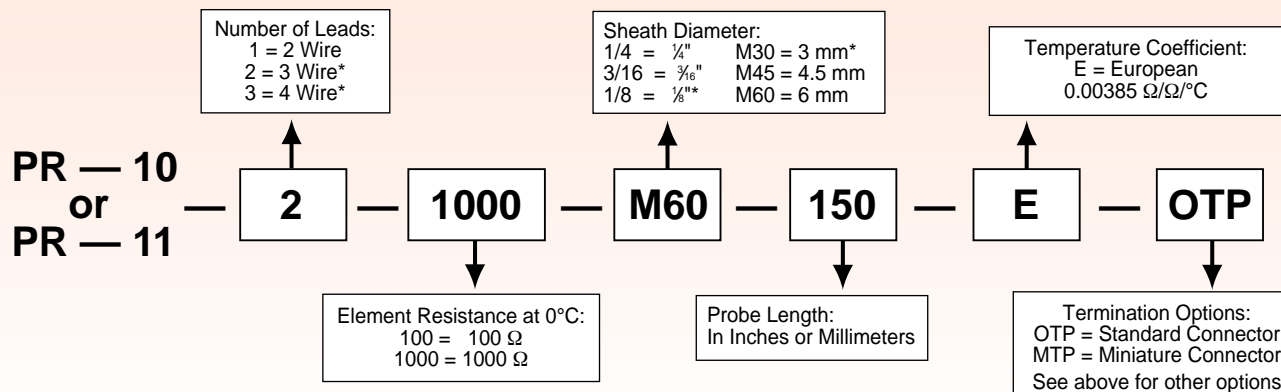 Number of Leads:
1 = 2 Wire
2 = 3 Wire*
3 = 4 Wire*
Sheath Diameter:
1/4 = ¼" M30 = 3 mm*
3/16 = 3⁄16" M45 = 4.5 mm
1/8 = ⅛"* M60 = 6 mm
Temperature Coefficient:
E = European
0.00385 Ω/Ω/°C
PR — 10
or
PR — 11
— 2 — 1000 — M60 — 150 — E — OTP
Element Resistance at 0°C:
100 = 100 Ω
1000 = 1000 Ω
Probe Length:
In Inches or Millimeters
Termination Options:
OTP = Standard Connector
MTP = Miniature Connector
See above for other options